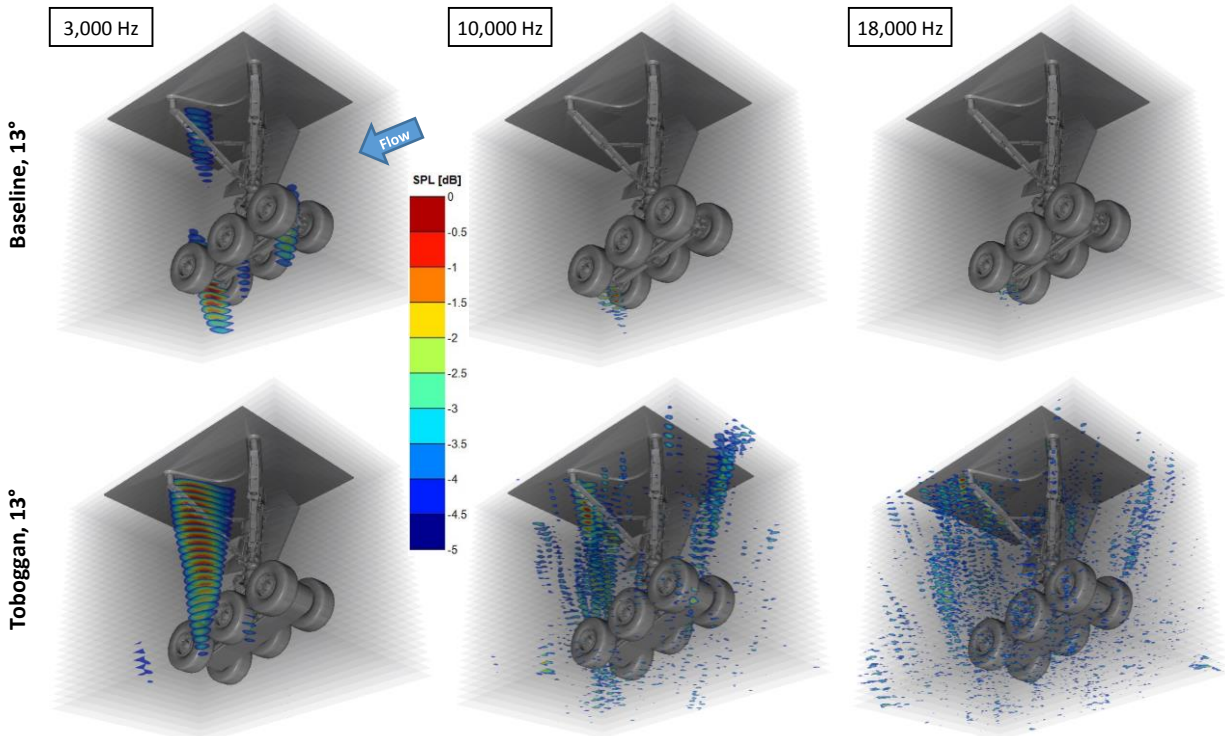 3,000 Hz
10,000 Hz
18,000 Hz
Baseline, 13°
Flow
SPL [dB]
0
-0.5
-1
-1.5
-2
-2.5
-3
-3.5
-4
-4.5
-5
Toboggan, 13°